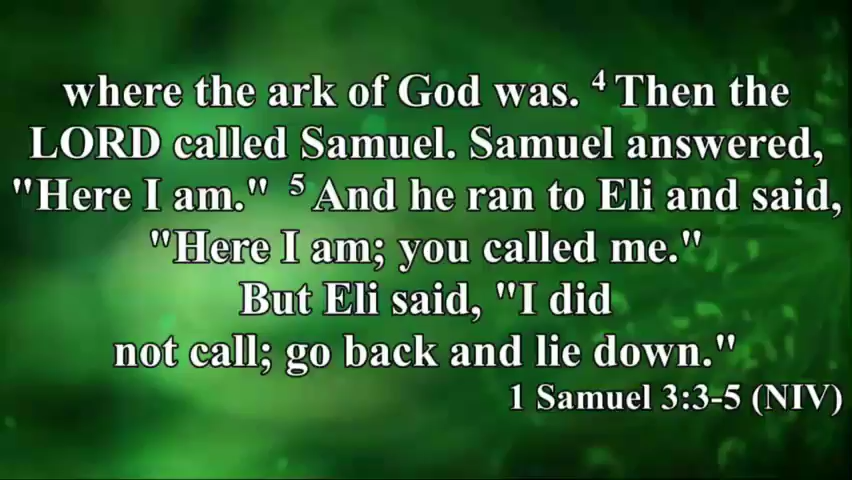 where the ark of God was. 4 Then the
LORD called Samuel. Samuel answered,
"Here I am." 5 And he ran to Eli and said,
"Here I am; you called me."
But Eli said, "I did
not call; go back and lie down."
1 Samuel 3:3-5 (NIV)